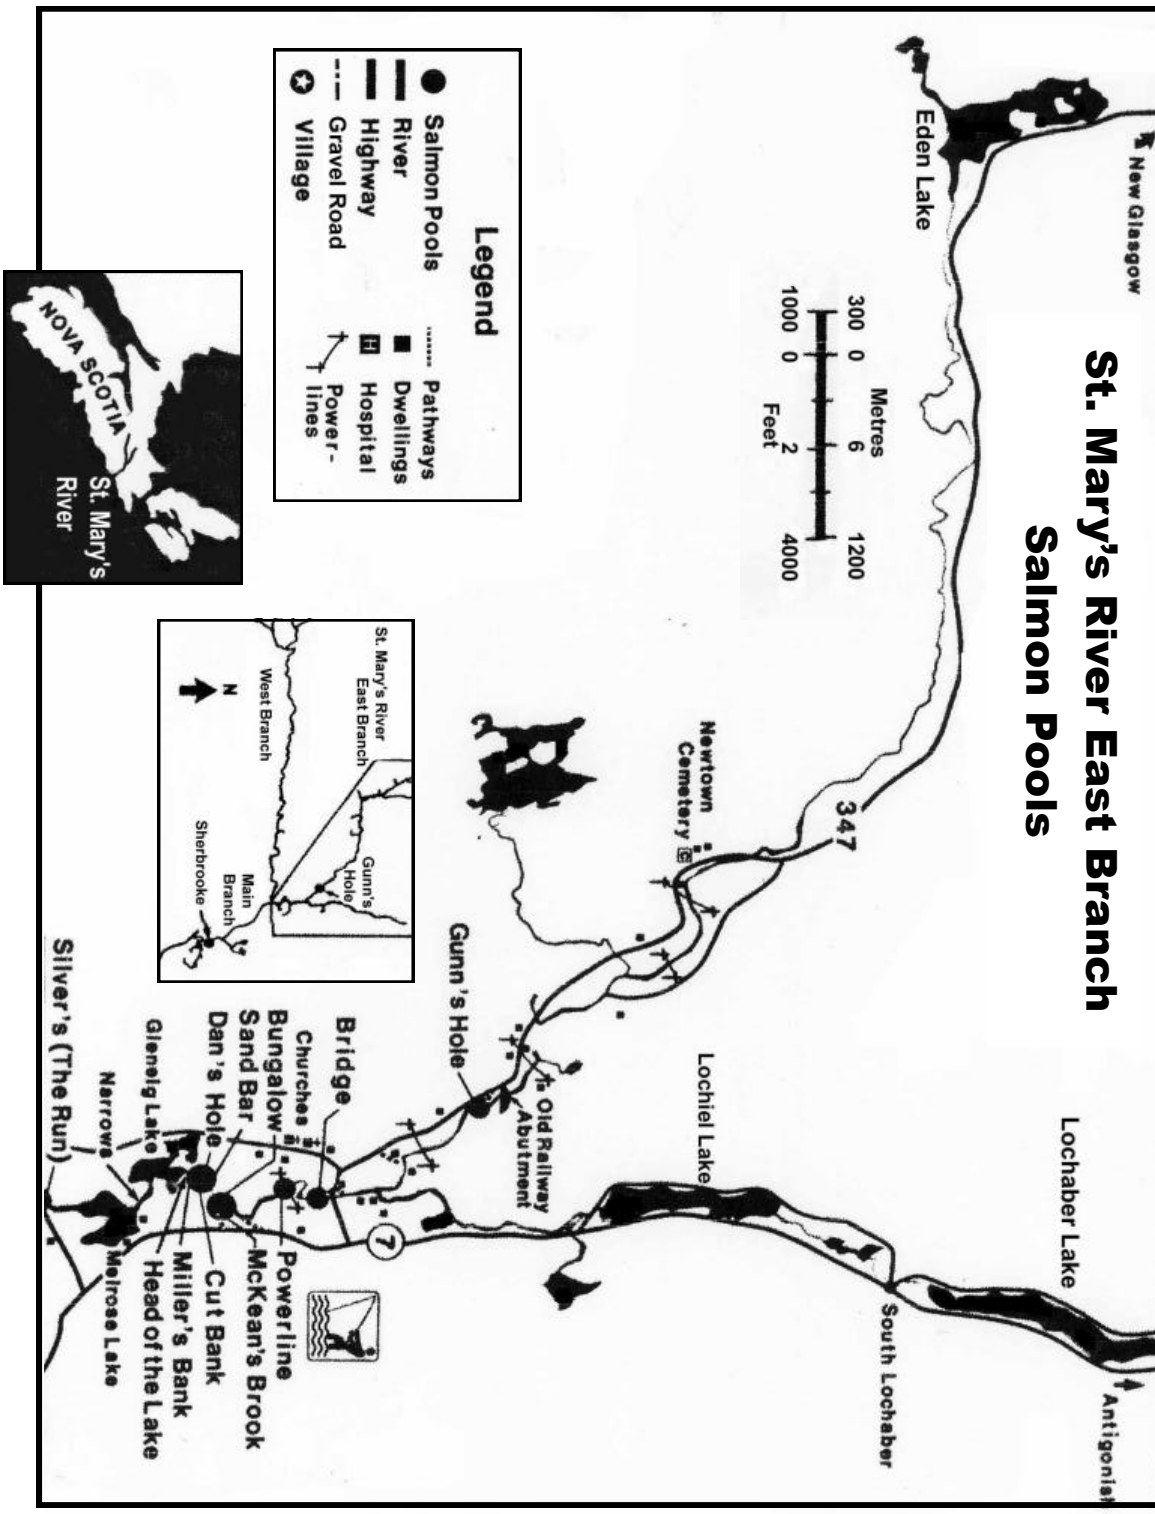 St. Mary's River East Branch
Salmon Pools
New Glasgow
Eden Lake
Metres
300 0 6 1200
1000 0 2 4000
Feet
Legend
Salmon Pools
River
Highway
Gravel Road
Village
Pathways
Dwellings
Hospital
Power-
lines
H
NOVA SCOTIA
St. Mary's
River
St. Mary's River
East Branch
West Branch
N
Gunn's
Hole
Main
Branch
Sherbrooke
347
Newtown
Cemetery
C
Lochaber Lake
Antigonish
Lochiel Lake
South Lochaber
Old Railway
Abutment
Gunn's Hole
7
Bridge
Churches
Bungalow
Sand Bar
Dan's Hole
Glenelg Lake
Narrows
Silver's (The Run)
Powerline
McKean's Brook
Cut Bank
Miller's Bank
Head of the Lake
Melrose Lake